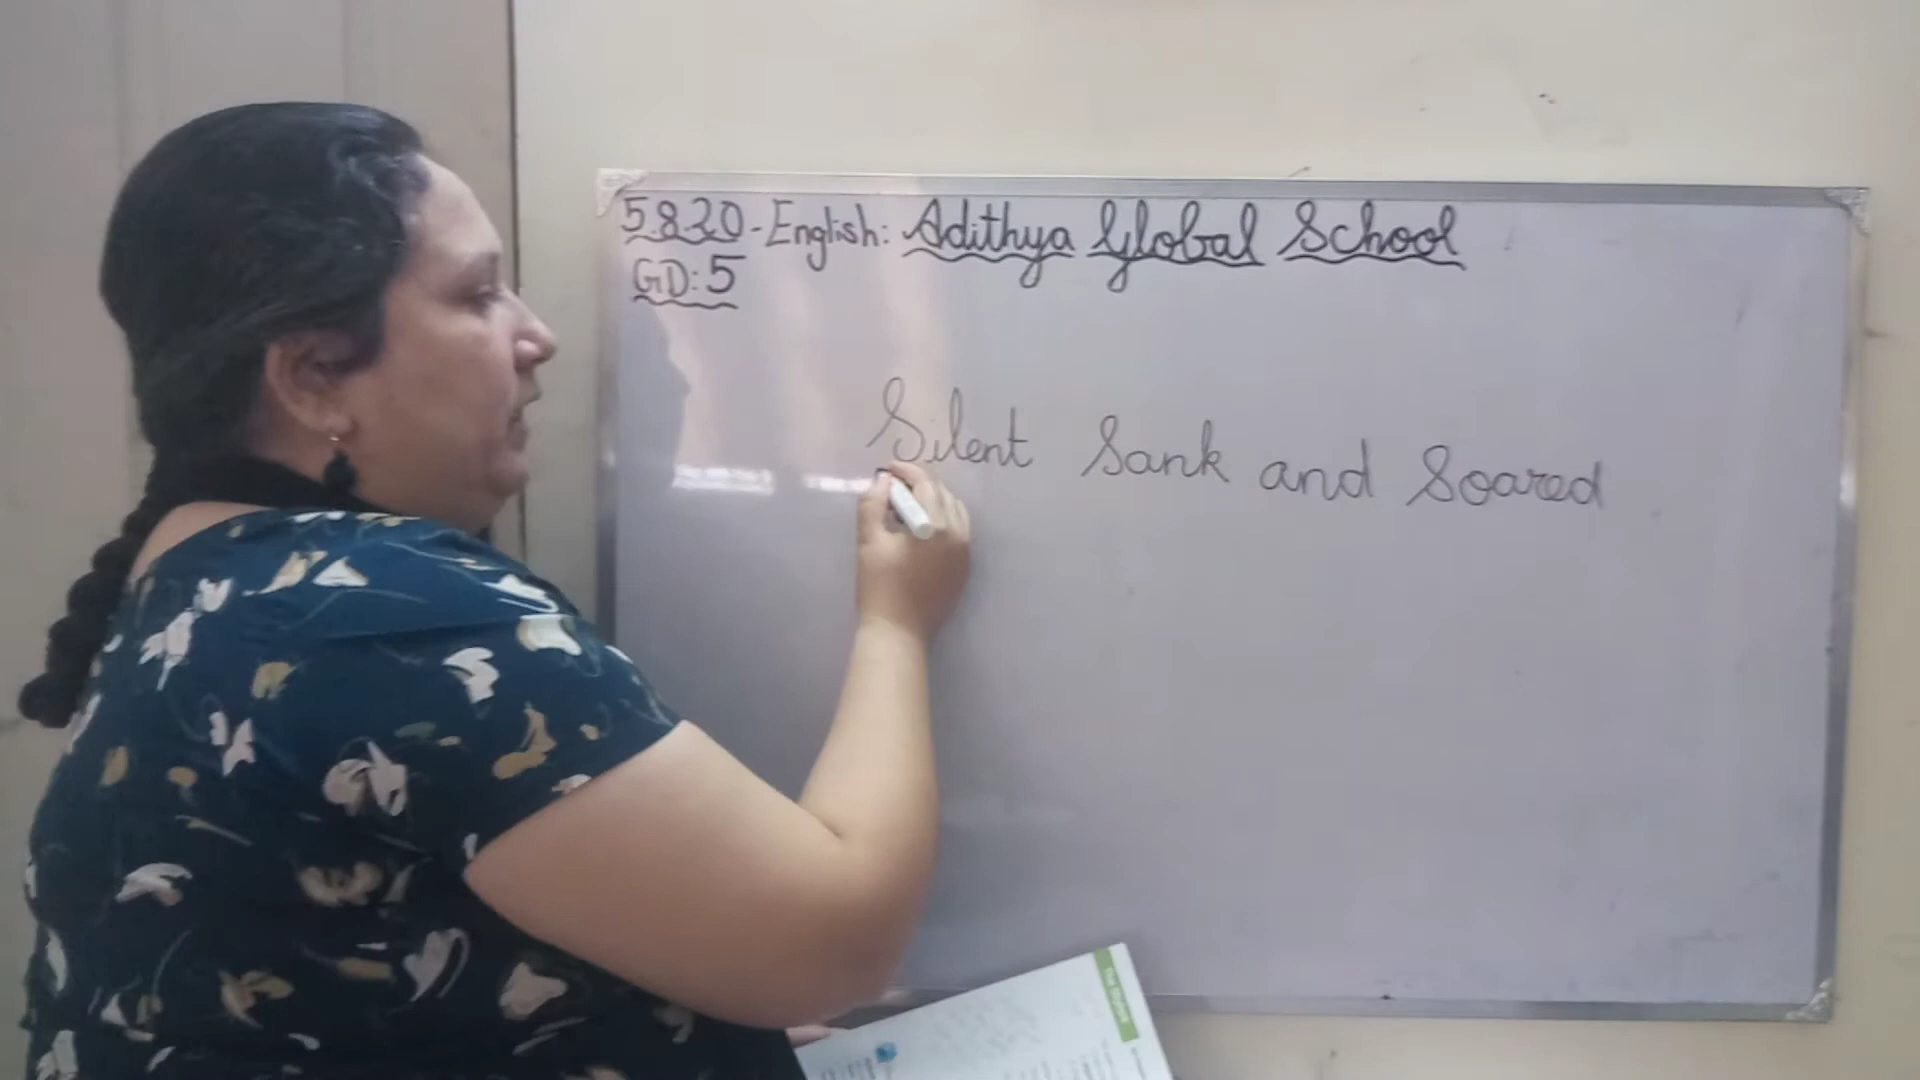 5.8.20 - English: Adithya Global School
GD: 5
Silent Sank and Soared